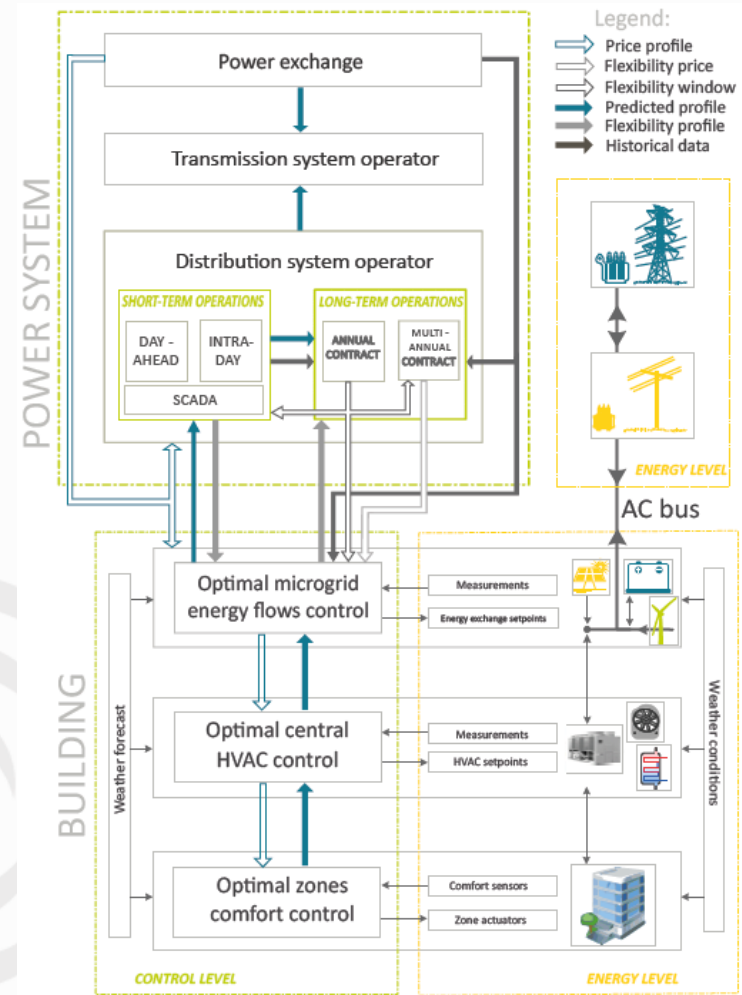 Legend:
Price profile
Flexibility price
Flexibility window
Predicted profile
Flexibility profile
Historical data
POWER SYSTEM
Power exchange
Transmission system operator
Distribution system operator
SHORT-TERM OPERATIONS
LONG-TERM OPERATIONS
DAY -
AHEAD
INTRA-
DAY
SCADA
ANNUAL
CONTRACT
MULTI -
ANNUAL
CONTRACT
ENERGY LEVEL
AC bus
BUILDING
Weather forecast
Optimal microgrid
energy flows control
Measurements
Energy exchange setpoints
Optimal central
HVAC control
Measurements
HVAC setpoints
Optimal zones
comfort control
Comfort sensors
Zone actuators
Weather conditions
CONTROL LEVEL
ENERGY LEVEL